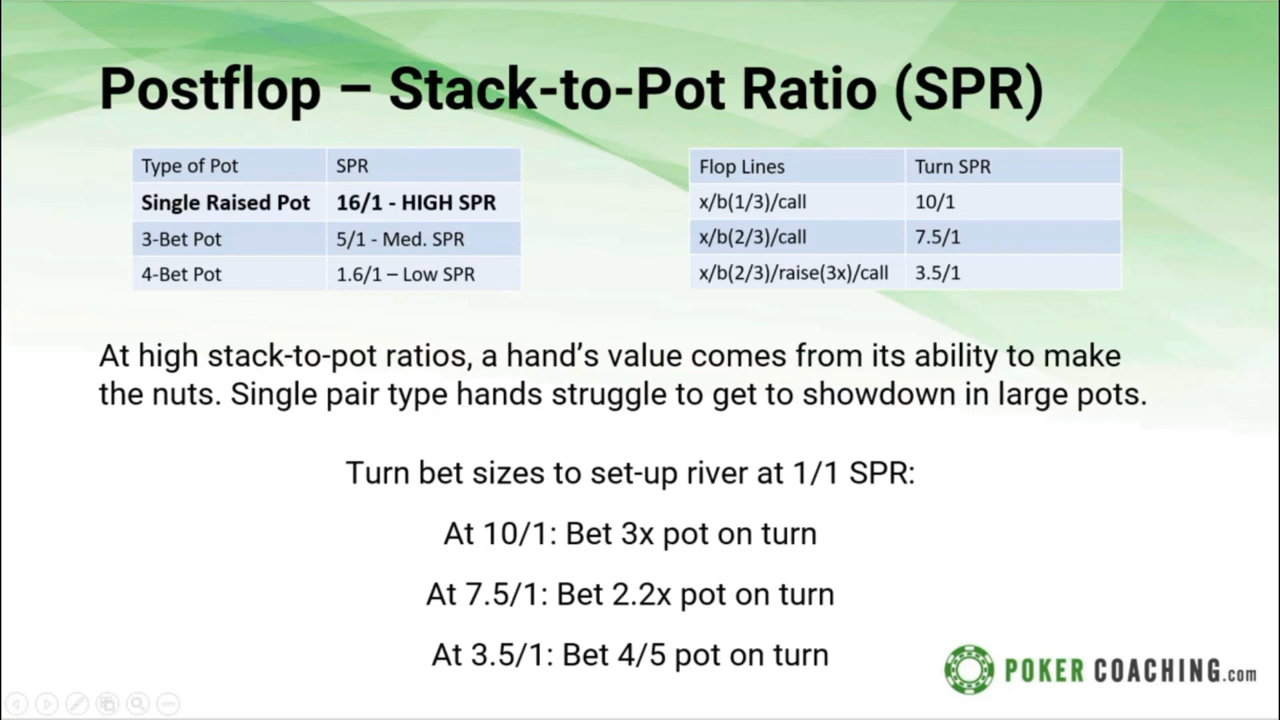 Postflop – Stack-to-Pot Ratio (SPR)
Type of Pot SPR
Single Raised Pot 16/1 - HIGH SPR
3-Bet Pot 5/1 - Med. SPR
4-Bet Pot 1.6/1 – Low SPR
Flop Lines Turn SPR
x/b(1/3)/call 10/1
x/b(2/3)/call 7.5/1
x/b(2/3)/raise(3x)/call 3.5/1
At high stack-to-pot ratios, a hand’s value comes from its ability to make
the nuts. Single pair type hands struggle to get to showdown in large pots.
Turn bet sizes to set-up river at 1/1 SPR:
At 10/1: Bet 3x pot on turn
At 7.5/1: Bet 2.2x pot on turn
At 3.5/1: Bet 4/5 pot on turn
POKER COACHING.com